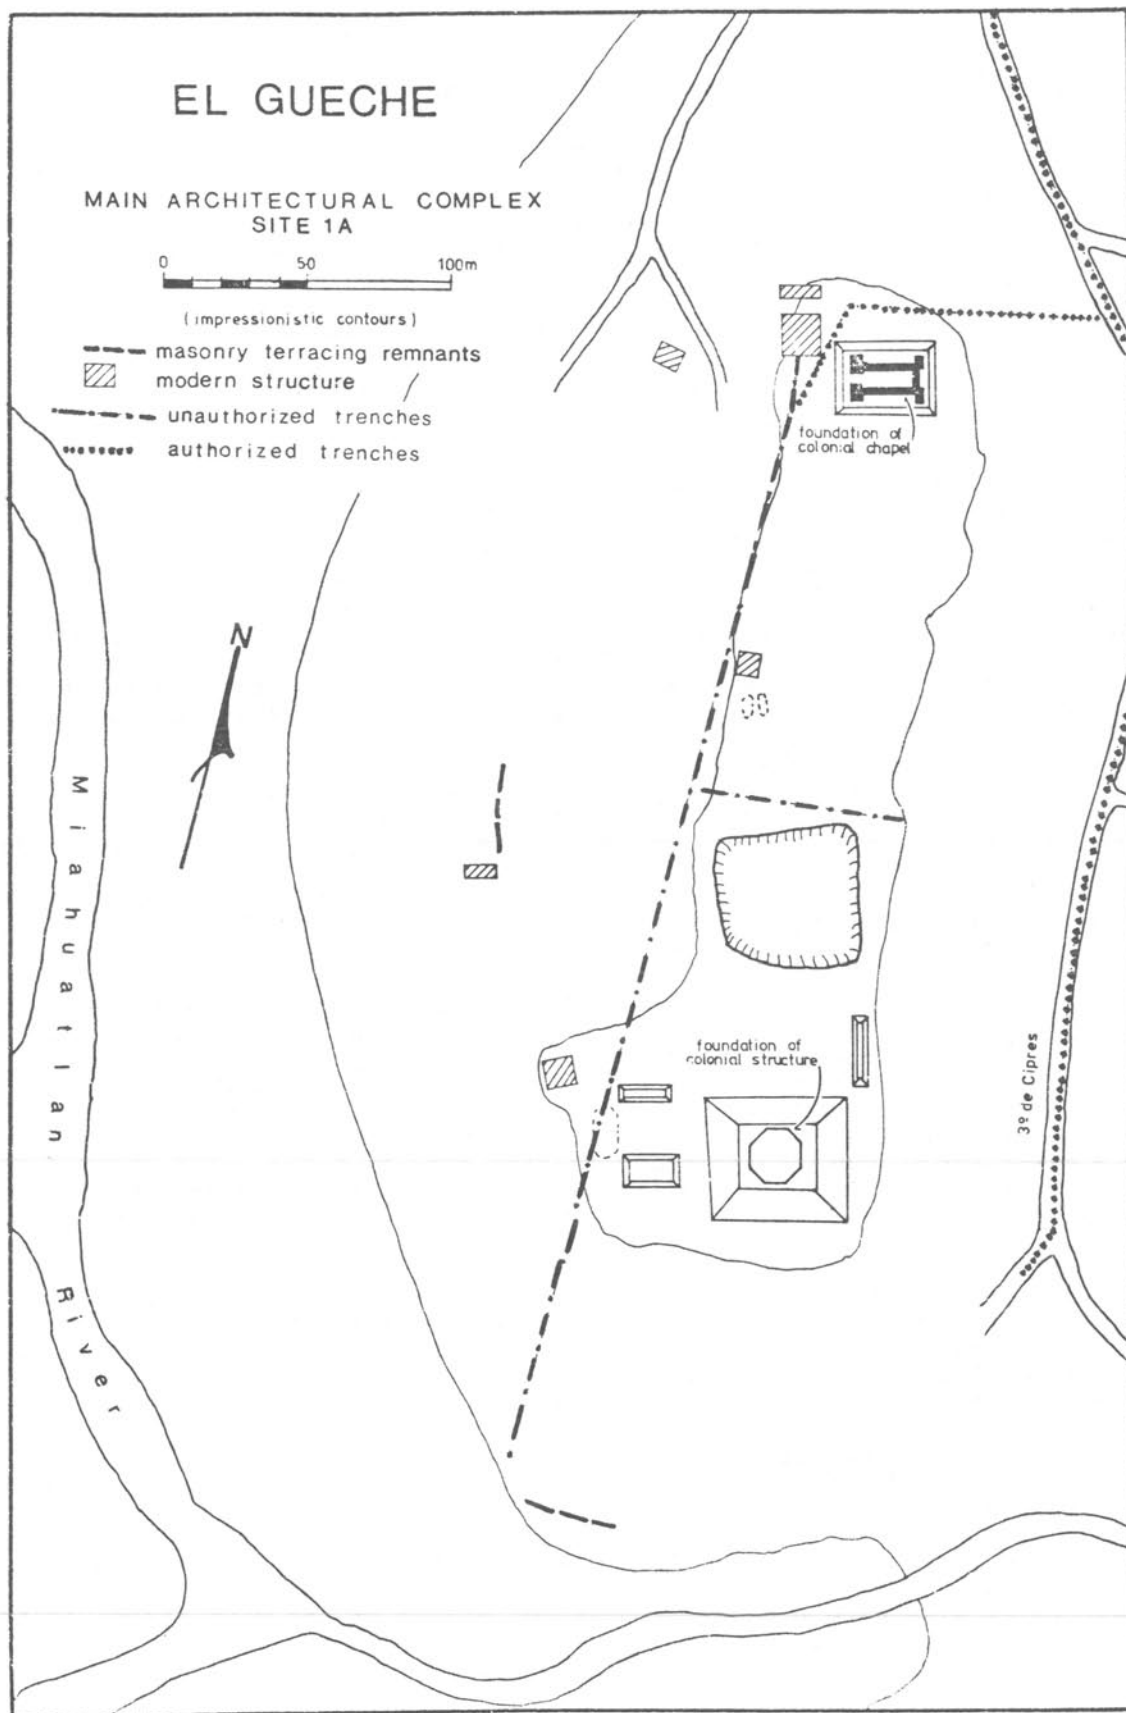 EL GUECHE
MAIN ARCHITECTURAL COMPLEX
SITE 1A
0 50 100m
(impressionistic contours)
masonry terracing remnants
modern structure
unauthorized trenches
authorized trenches
foundation of
colonial chapel
N
Miahuatlan
River
foundation of
colonial structure
3º de Cipres